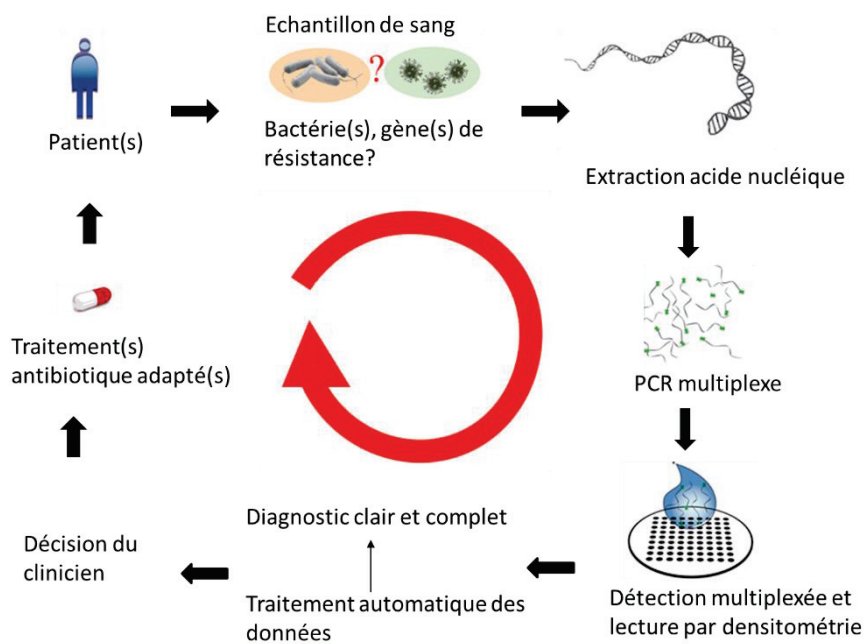 Patient(s)
Echantillon de sang
?
Bactérie(s), gène(s) de
résistance?
Extraction acide nucléique
PCR multiplexe
Détection multiplexée et
lecture par densitométrie
Traitement automatique des
données
Diagnostic clair et complet
Décision du
clinicien
Traitement(s)
antibiotique adapté(s)